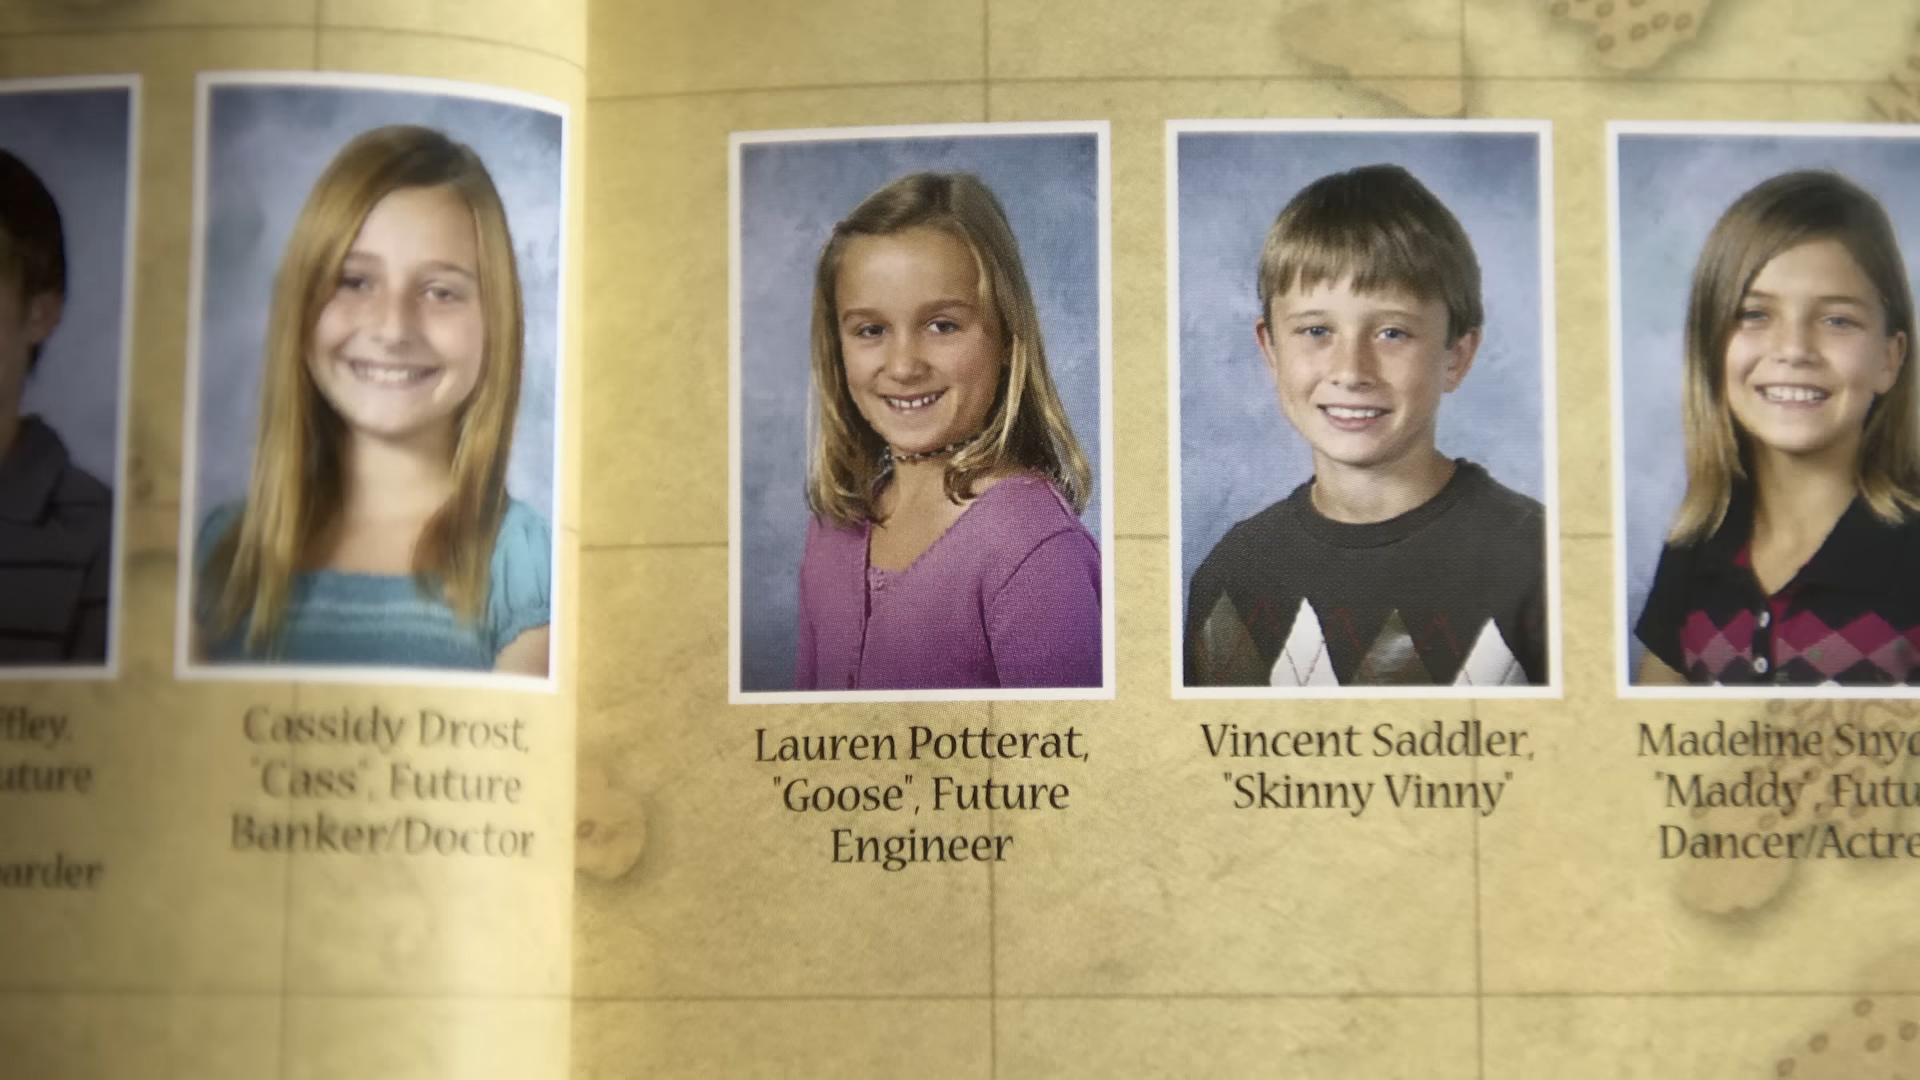 Cassidy Drost,
"Cass", Future
Banker/Doctor
Lauren Potterat,
"Goose", Future
Engineer
Vincent Saddler,
"Skinny Vinny"
Madeline Snyd
"Maddy", Futu
Dancer/Actre
ffley,
uture
arder